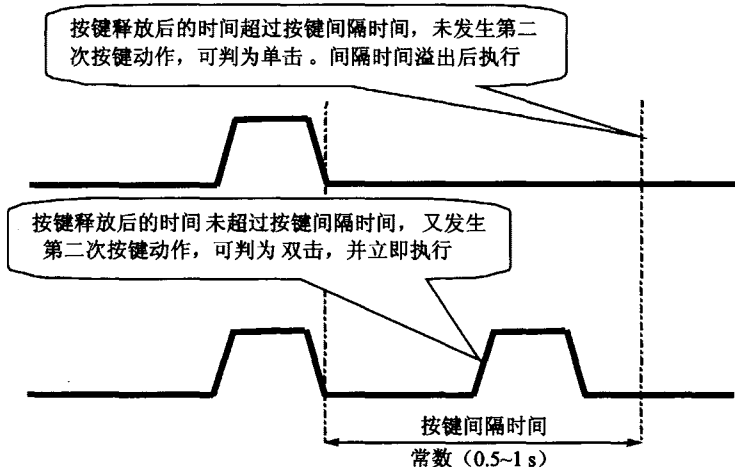 按键释放后的时间超过按键间隔时间，未发生第二
次按键动作，可判为单击。间隔时间溢出后执行
按键释放后的时间未超过按键间隔时间，又发生
第二次按键动作，可判为双击，并立即执行
按键间隔时间
常数（0.5~1 s）